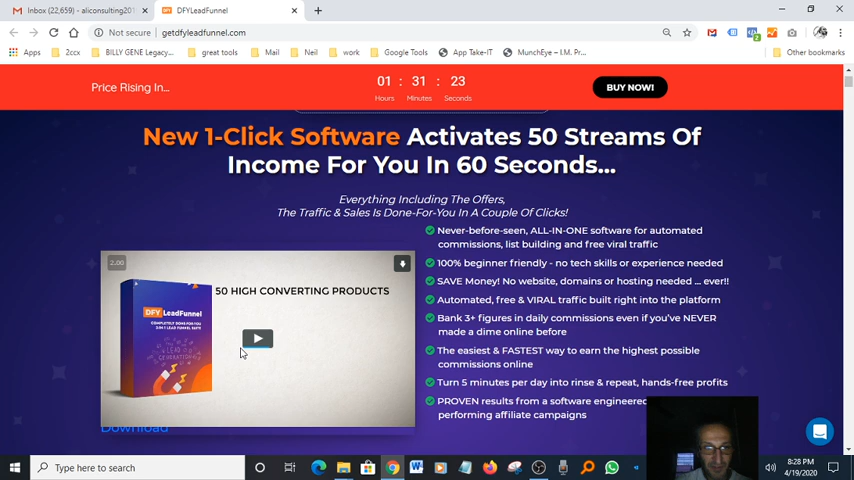 Inbox (22,659) - aliconsulting201
DFYLeadFunnel
Not secure | getdfyleadfunnel.com
Apps
2ccx
BILLY GENE Legacy...
great tools
Mail
Neil
work
Google Tools
App Take-IT
MunchEye – I.M. Pr...
Other bookmarks
Price Rising In...
01 : 31 : 23
Hours Minutes Seconds
BUY NOW!
New 1-Click Software Activates 50 Streams Of
Income For You In 60 Seconds...
Everything Including The Offers,
The Traffic & Sales Is Done-For-You In A Couple Of Clicks!
2.00
50 HIGH CONVERTING PRODUCTS
DFY LeadFunnel
COMPLETELY DONE FOR YOU
LEAD FUNNEL SUITE
Download
Never-before-seen, ALL-IN-ONE software for automated
commissions, list building and free viral traffic
100% beginner friendly - no tech skills or experience needed
SAVE Money! No website, domains or hosting needed ... ever!!
Automated, free & VIRAL traffic built right into the platform
Bank 3+ figures in daily commissions even if you've NEVER
made a dime online before
The easiest & FASTEST way to earn the highest possible
commissions online
Turn 5 minutes per day into rinse & repeat, hands-free profits
PROVEN results from a software engineered
performing affiliate campaigns
Type here to search
8:28 PM
4/19/2020